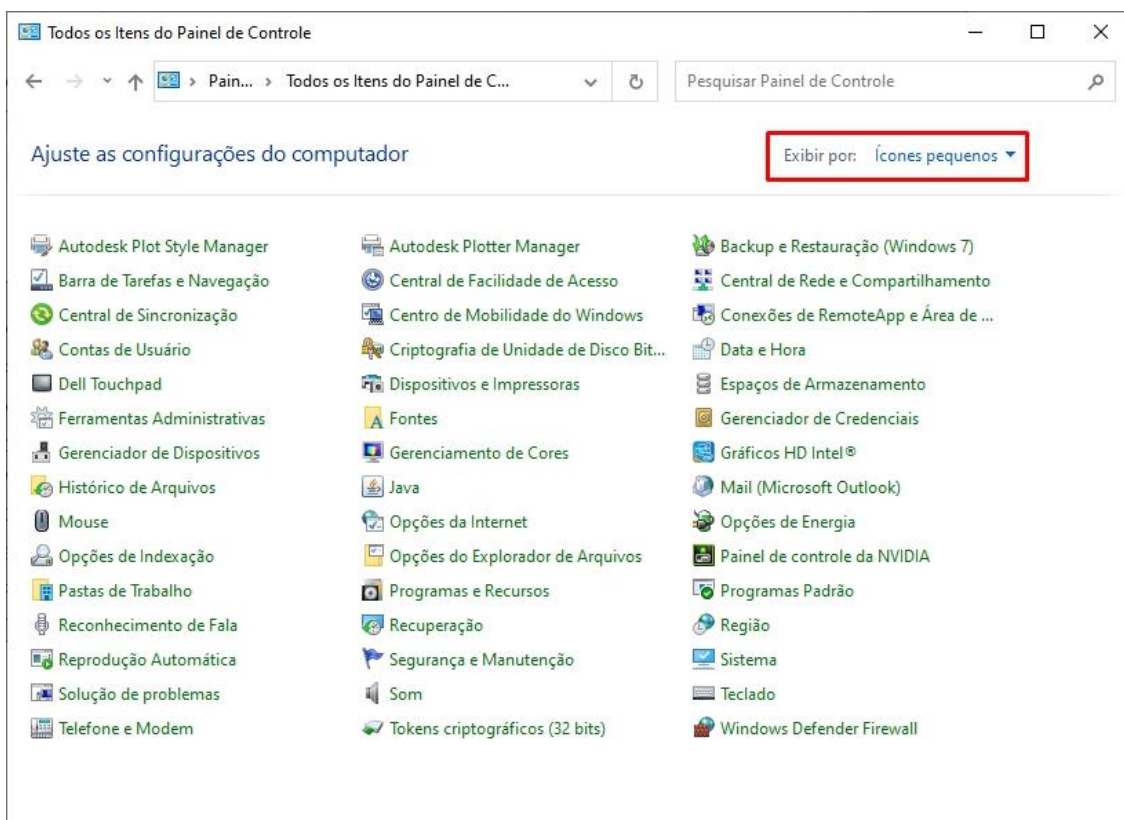 Todos os Itens do Painel de Controle
Pain... > Todos os Itens do Painel de C...
Pesquisar Painel de Controle
Ajuste as configurações do computador
Exibir por: Ícones pequenos
Autodesk Plot Style Manager
Autodesk Plotter Manager
Backup e Restauração (Windows 7)
Barra de Tarefas e Navegação
Central de Facilidade de Acesso
Central de Rede e Compartilhamento
Central de Sincronização
Centro de Mobilidade do Windows
Conexões de RemoteApp e Área de ...
Contas de Usuário
Criptografia de Unidade de Disco Bit...
Data e Hora
Dell Touchpad
Dispositivos e Impressoras
Espaços de Armazenamento
Ferramentas Administrativas
Fontes
Gerenciador de Credenciais
Gerenciador de Dispositivos
Gerenciamento de Cores
Gráficos HD Intel®
Histórico de Arquivos
Java
Mail (Microsoft Outlook)
Mouse
Opções da Internet
Opções de Energia
Opções de Indexação
Opções do Explorador de Arquivos
Painel de controle da NVIDIA
Pastas de Trabalho
Programas e Recursos
Programas Padrão
Reconhecimento de Fala
Recuperação
Região
Reprodução Automática
Segurança e Manutenção
Sistema
Solução de problemas
Som
Teclado
Telefone e Modem
Tokens criptográficos (32 bits)
Windows Defender Firewall